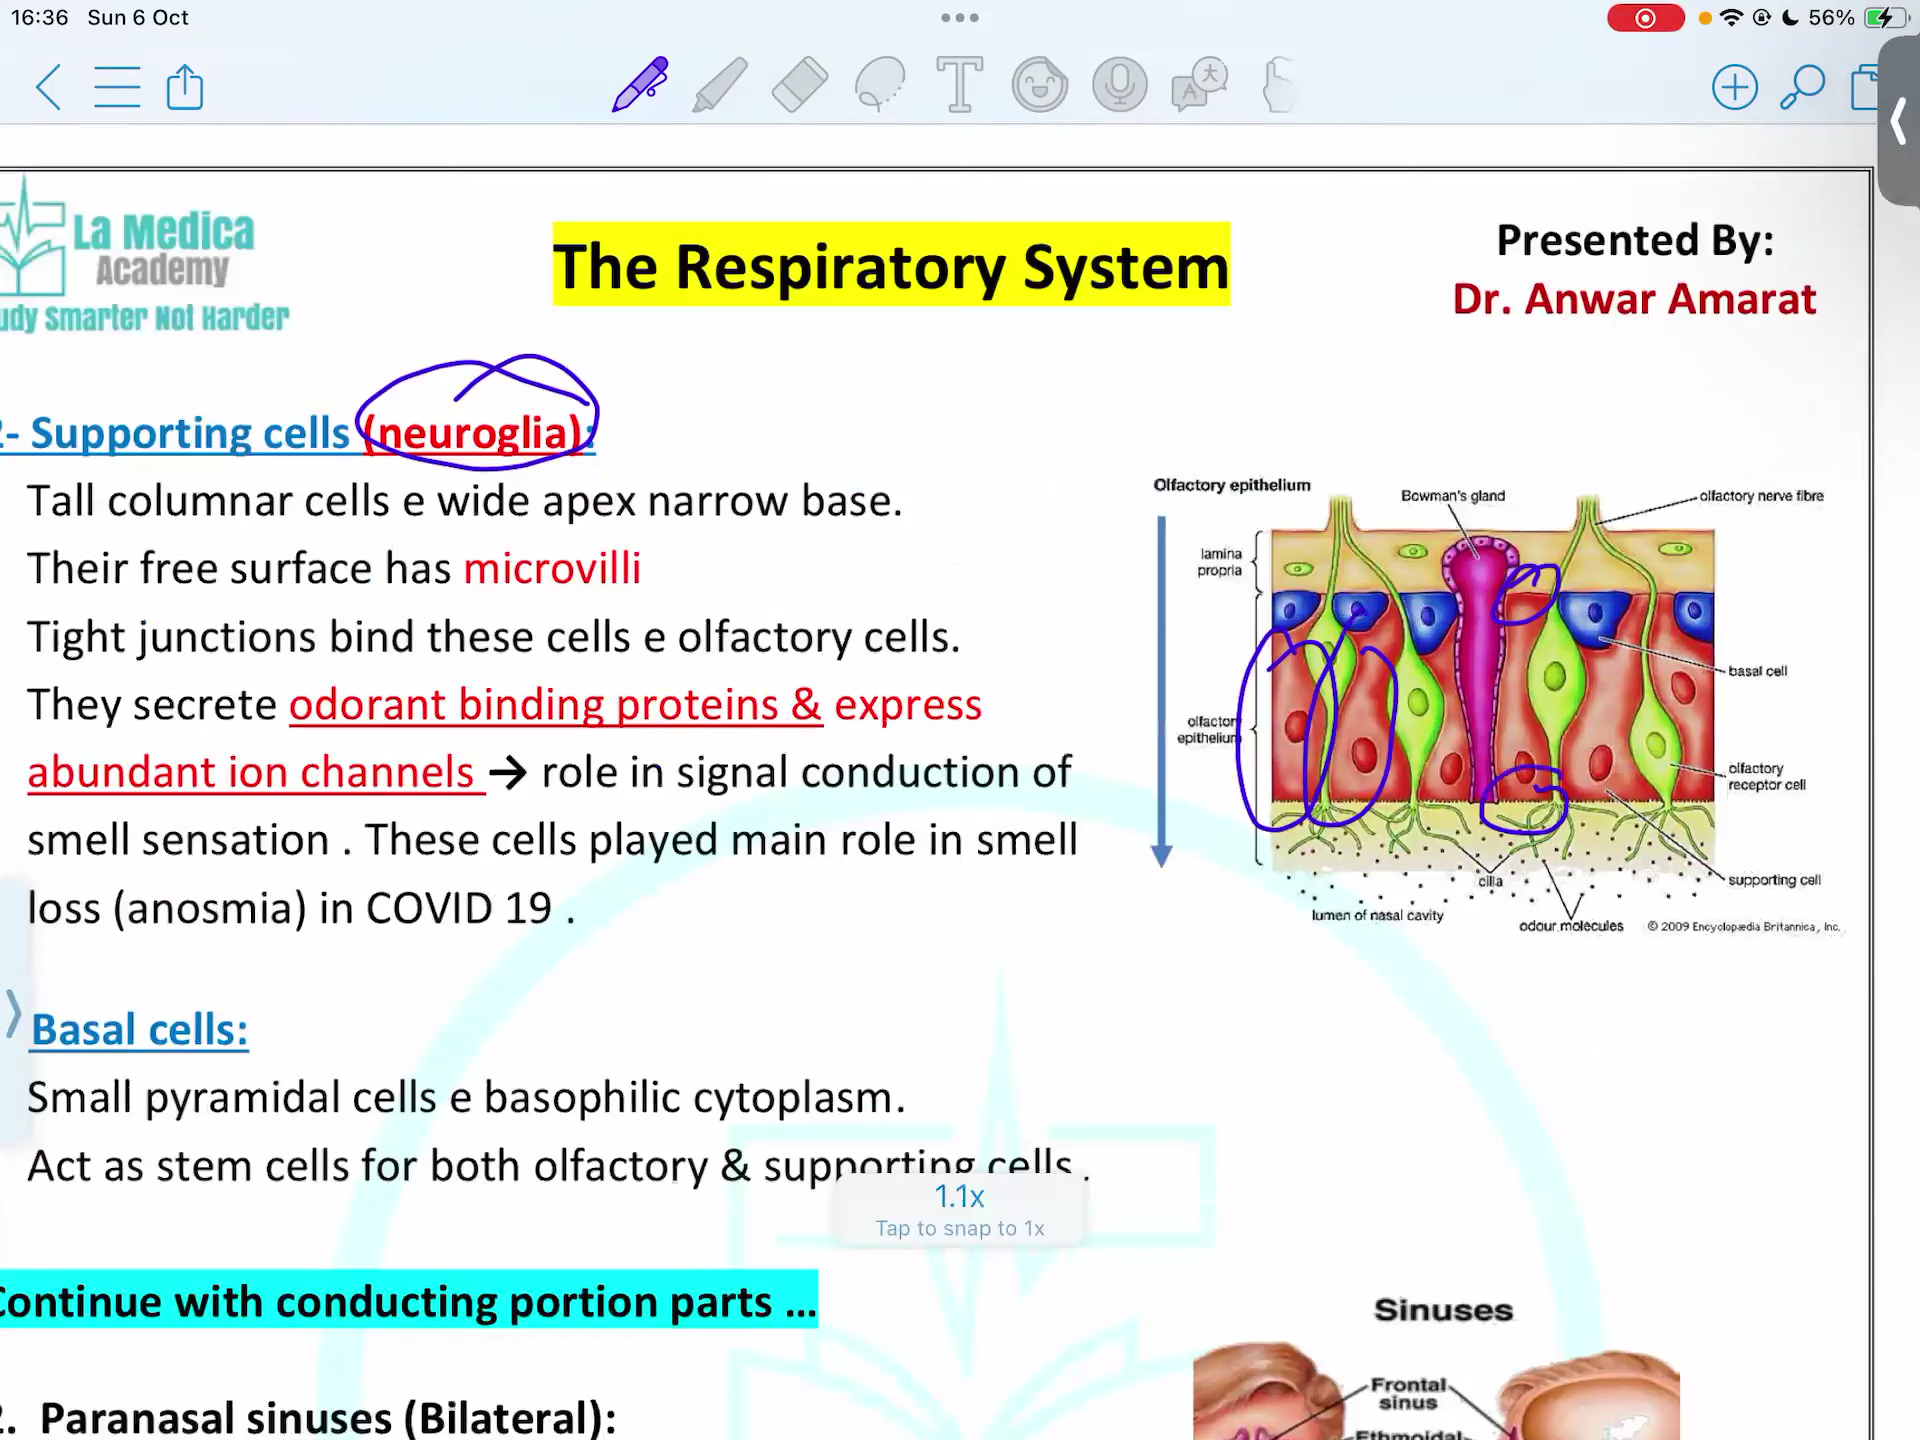 16:36 Sun 6 Oct
56%
La Medica
Academy
udy Smarter Not Harder
The Respiratory System
Presented By:
Dr. Anwar Amarat
2- Supporting cells (neuroglia):
Tall columnar cells e wide apex narrow base.
Their free surface has microvilli
Tight junctions bind these cells e olfactory cells.
They secrete odorant binding proteins & express
abundant ion channels → role in signal conduction of
smell sensation . These cells played main role in smell
loss (anosmia) in COVID 19 .
Olfactory epithelium
Bowman's gland
olfactory nerve fibre
lamina
propria
basal cell
olfactory
epithelium
olfactory
receptor cell
cilia
supporting cell
lumen of nasal cavity
odour molecules
© 2009 Encyclopædia Britannica, Inc.
Basal cells:
Small pyramidal cells e basophilic cytoplasm.
Act as stem cells for both olfactory & supporting cells .
1.1x
Tap to snap to 1x
Continue with conducting portion parts ...
Sinuses
Frontal
sinus
Ethmoidal
2. Paranasal sinuses (Bilateral):